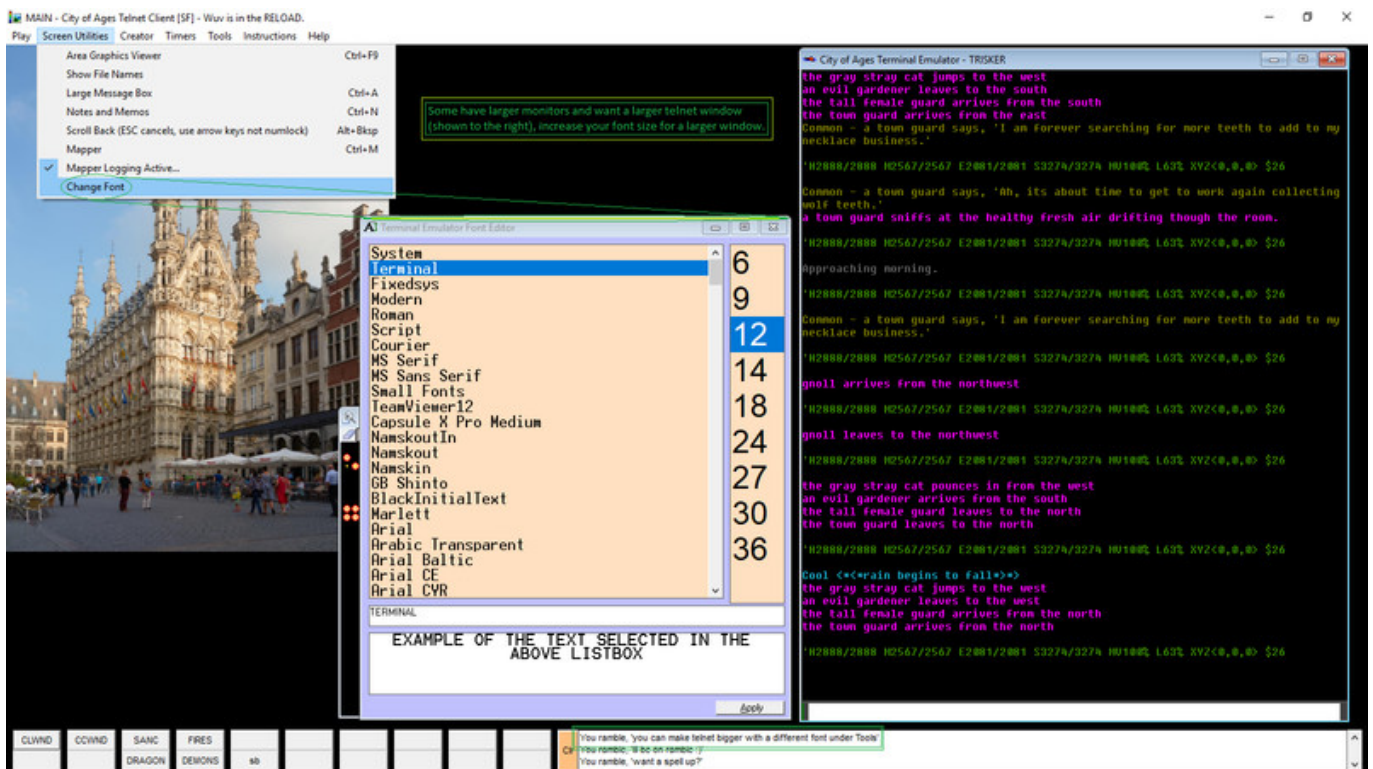 MAIN - City of Ages Telnet Client [SF] - Wuv is in the RELOAD.
Play Screen Utilities Creator Timers Tools Instructions Help
Area Graphics Viewer Ctrl+F9
Show File Names
Large Message Box Ctrl+A
Notes and Memos Ctrl+N
Scroll Back (ESC cancels, use arrow keys not numlock) Alt+Bksp
Mapper Ctrl+M
Mapper Logging Active...
Change Font
Some have larger monitors and want a larger telnet window
(shown to the right), increase your font size for a larger window.
Terminal Emulator Font Editor
System
Terminal
Fixedsys
Modern
Roman
Script
Courier
MS Serif
MS Sans Serif
Small Fonts
TeamViewer12
Capsule X Pro Medium
NamskoutIn
Namskout
Namskin
GB Shinto
BlackInitialText
Marlett
Arial
Arabic Transparent
Arial Baltic
Arial CE
Arial CYR
6
9
12
14
18
24
27
30
36
TERMINAL
EXAMPLE OF THE TEXT SELECTED IN THE
ABOVE LISTBOX
Apply
City of Ages Terminal Emulator - TRISKER
the gray stray cat jumps to the west
an evil gardener leaves to the south
the tall female guard arrives from the south
the town guard arrives from the east
Common - a town guard says, 'I am forever searching for more teeth to add to my
necklace business.'
'H2888/2888 M2567/2567 E2081/2081 S3274/3274 HU100% L63% XYZ<0,0,0> $26
Common - a town guard says, 'Ah, its about time to get to work again collecting
wolf teeth.'
a town guard sniffs at the healthy fresh air drifting though the room.
'H2888/2888 M2567/2567 E2081/2081 S3274/3274 HU100% L63% XYZ<0,0,0> $26
Approaching morning.
'H2888/2888 M2567/2567 E2081/2081 S3274/3274 HU100% L63% XYZ<0,0,0> $26
Common - a town guard says, 'I am forever searching for more teeth to add to my
necklace business.'
'H2888/2888 M2567/2567 E2081/2081 S3274/3274 HU100% L63% XYZ<0,0,0> $26
gnoll arrives from the northwest
'H2888/2888 M2567/2567 E2081/2081 S3274/3274 HU100% L63% XYZ<0,0,0> $26
gnoll leaves to the northwest
'H2888/2888 M2567/2567 E2081/2081 S3274/3274 HU100% L63% XYZ<0,0,0> $26
the gray stray cat pounces in from the west
an evil gardener arrives from the south
the tall female guard leaves to the north
the town guard leaves to the north
'H2888/2888 M2567/2567 E2081/2081 S3274/3274 HU100% L63% XYZ<0,0,0> $26
Cool <*<*rain begins to fall*>*>
the gray stray cat jumps to the west
an evil gardener leaves to the west
the tall female guard arrives from the north
the town guard arrives from the north
'H2888/2888 M2567/2567 E2081/2081 S3274/3274 HU100% L63% XYZ<0,0,0> $26
CLWND CCWND SANC FIRES
DRAGON DEMONS sb
You ramble, 'you can make telnet bigger with a different font under Tools'
You ramble, 'll be on ramble :)'
You ramble, 'want a spell up?'